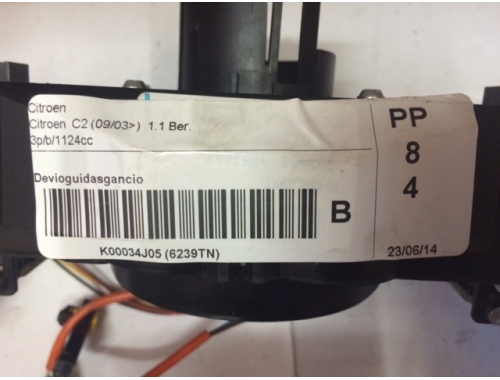 Citroen
Citroen C2 (09/03>) 1.1 Ber.
3p/b/1124cc
Devioguidasgancio
B
K00034J05 (6239TN)
PP
8
4
23/06/14